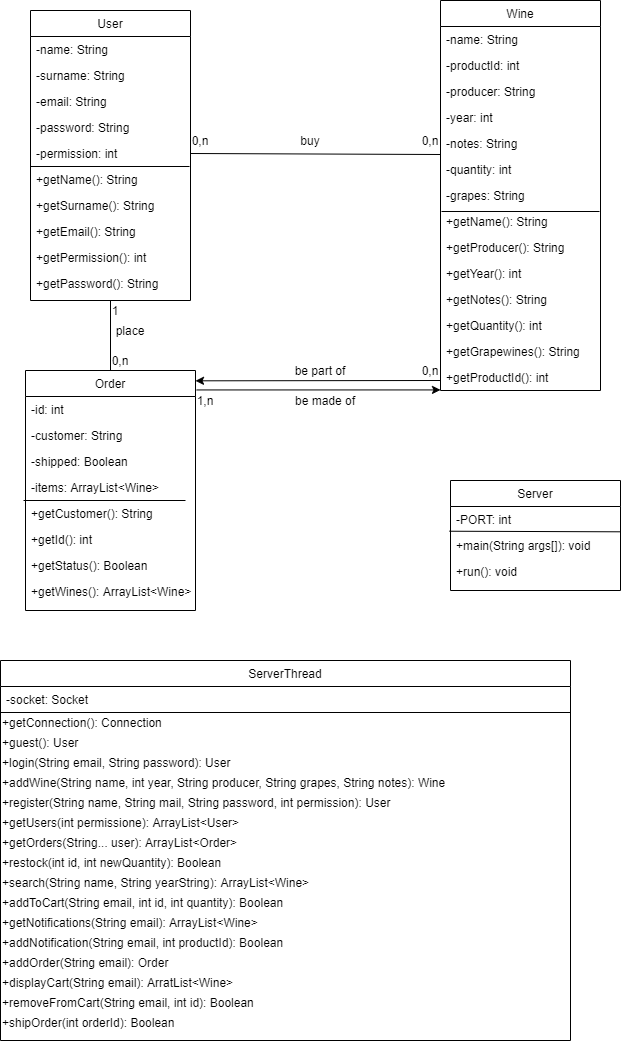 User
-name: String
-surname: String
-email: String
-password: String
-permission: int
+getName(): String
+getSurname(): String
+getEmail(): String
+getPermission(): int
+getPassword(): String
0,n
buy
0,n
Wine
-name: String
-productId: int
-producer: String
-year: int
-notes: String
-quantity: int
-grapes: String
+getName(): String
+getProducer(): String
+getYear(): int
+getNotes(): String
+getQuantity(): int
+getGrapewines(): String
+getProductId(): int
1
place
0,n
be part of
0,n
1,n
be made of
Order
-id: int
-customer: String
-shipped: Boolean
-items: ArrayList<Wine>
+getCustomer(): String
+getId(): int
+getStatus(): Boolean
+getWines(): ArrayList<Wine>
Server
-PORT: int
+main(String args[]): void
+run(): void
ServerThread
-socket: Socket
+getConnection(): Connection
+guest(): User
+login(String email, String password): User
+addWine(String name, int year, String producer, String grapes, String notes): Wine
+register(String name, String mail, String password, int permission): User
+getUsers(int permissione): ArrayList<User>
+getOrders(String... user): ArrayList<Order>
+restock(int id, int newQuantity): Boolean
+search(String name, String yearString): ArrayList<Wine>
+addToCart(String email, int id, int quantity): Boolean
+getNotifications(String email): ArrayList<Wine>
+addNotification(String email, int productId): Boolean
+addOrder(String email): Order
+displayCart(String email): ArratList<Wine>
+removeFromCart(String email, int id): Boolean
+shipOrder(int orderId): Boolean